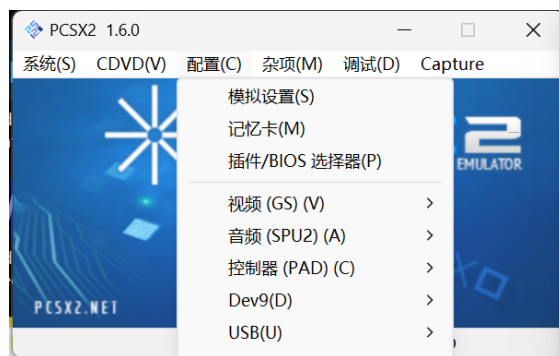 PCSX2 1.6.0
系统(S) CDVD(V) 配置(C) 杂项(M) 调试(D) Capture
模拟设置(S)
记忆卡(M)
插件/BIOS 选择器(P)
EMULATOR
视频 (GS) (V)
音频 (SPU2) (A)
控制器 (PAD) (C)
Dev9(D)
PCSX2.NET
USB(U)